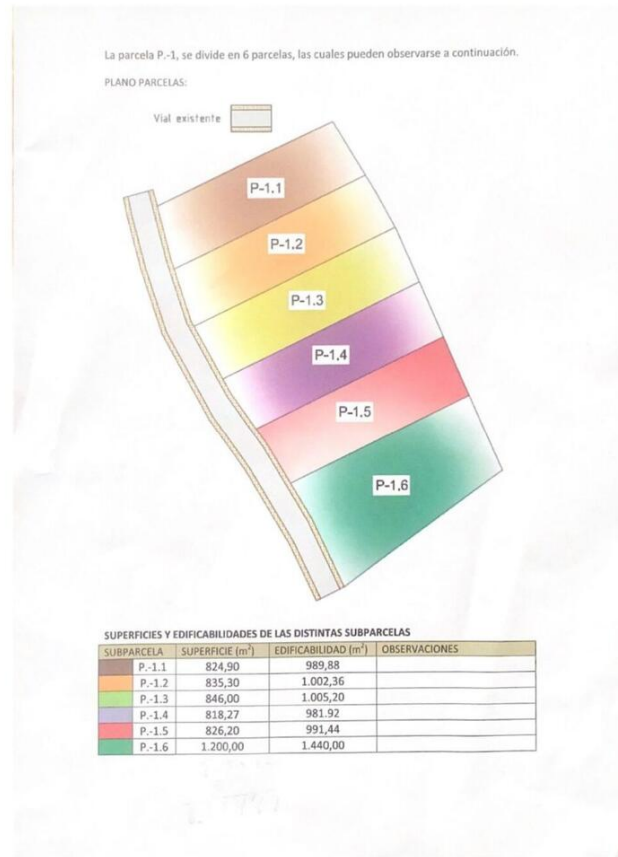 La parcela P.-1, se divide en 6 parcelas, las cuales pueden observarse a continuación.
PLANO PARCELAS:
Vial existente
P-1.1
P-1.2
P-1.3
P-1.4
P-1.5
P-1.6
SUPERFICIES Y EDIFICABILIDADES DE LAS DISTINTAS SUBPARCELAS
SUBPARCELA SUPERFICIE (m²) EDIFICABILIDAD (m²) OBSERVACIONES
P.-1.1 824,90 989,88
P.-1.2 835,30 1.002,36
P.-1.3 846,00 1.005,20
P.-1.4 818,27 981.92
P.-1.5 826,20 991,44
P.-1.6 1.200,00 1.440,00